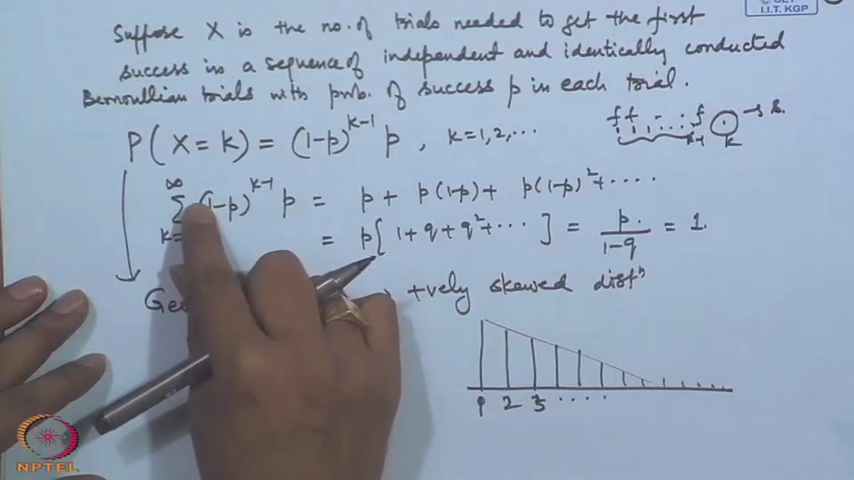 I.I.T. KGP
Suppose X is the no. of trials needed to get the first
success in a sequence of independent and identically conducted
Bernoullian trials with prob. of success p in each trial.
P(X=k) = (1-p)^{k-1} p, k=1,2,...
f f - - . f → S.
k-1 k
∞
Σ (1-p)^{k-1} p = p + p(1-p) + p(1-p)^2 + ....
k=
= p[1+q+q^2+...] = p/(1-q) = 1.
+vely skewed distⁿ
1 2 3 .....
NPTEL